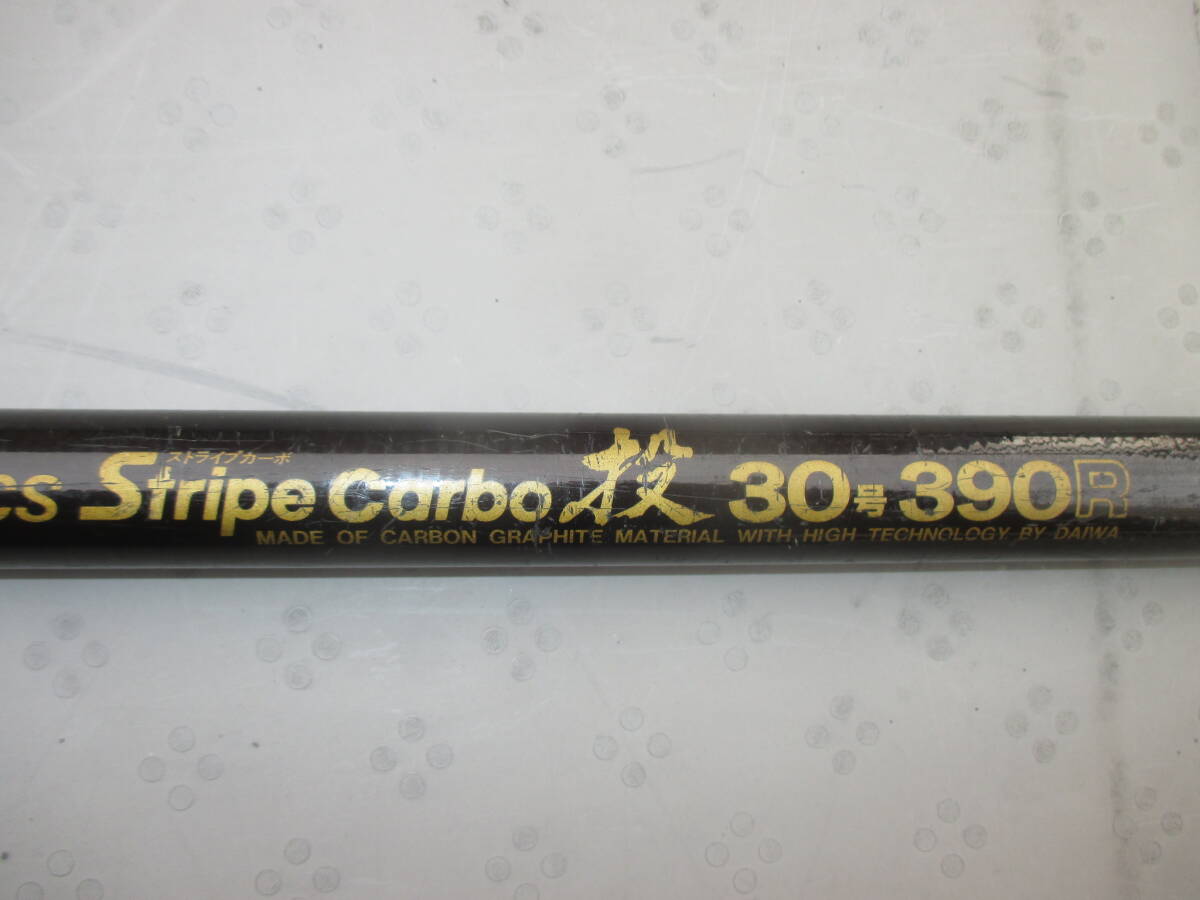 ストライプカーボ
cs Stripe Carbo 投 30号 390R
MADE OF CARBON GRAPHITE MATERIAL WITH HIGH TECHNOLOGY BY DAIWA